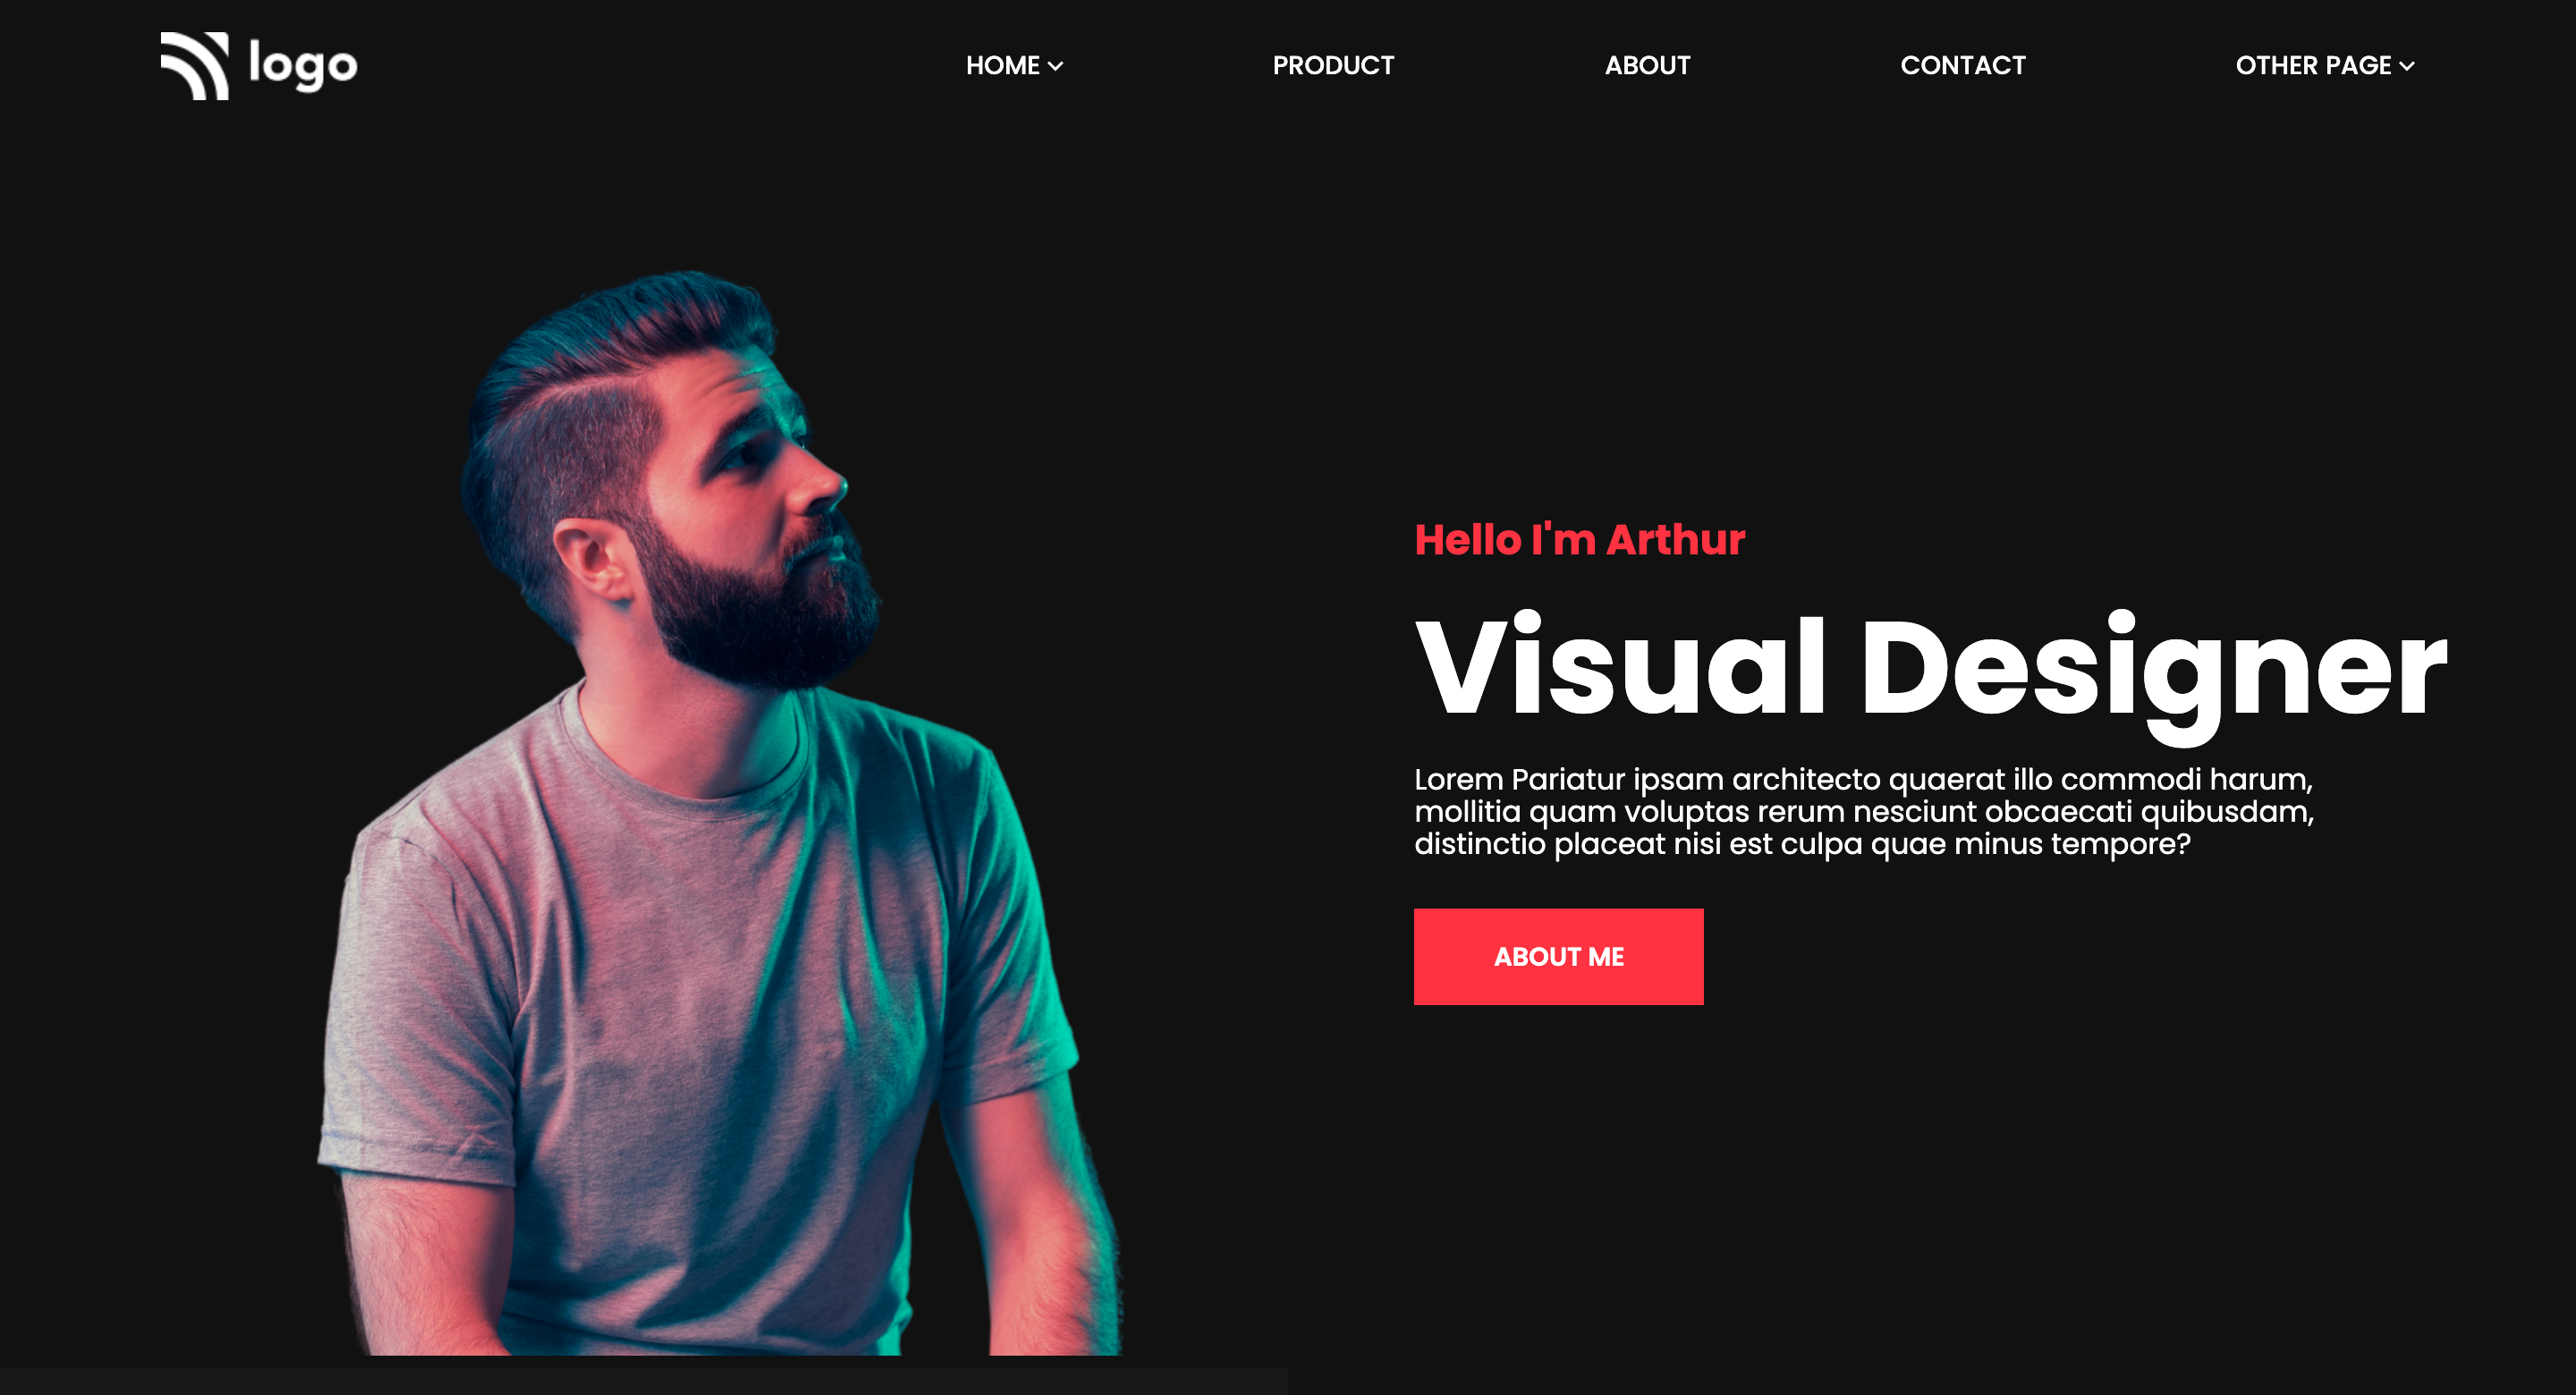 logo
HOME
PRODUCT
ABOUT
CONTACT
OTHER PAGE
Hello I'm Arthur
Visual Designer
Lorem Pariatur ipsam architecto quaerat illo commodi harum,
mollitia quam voluptas rerum nesciunt obcaecati quibusdam,
distinctio placeat nisi est culpa quae minus tempore?
ABOUT ME